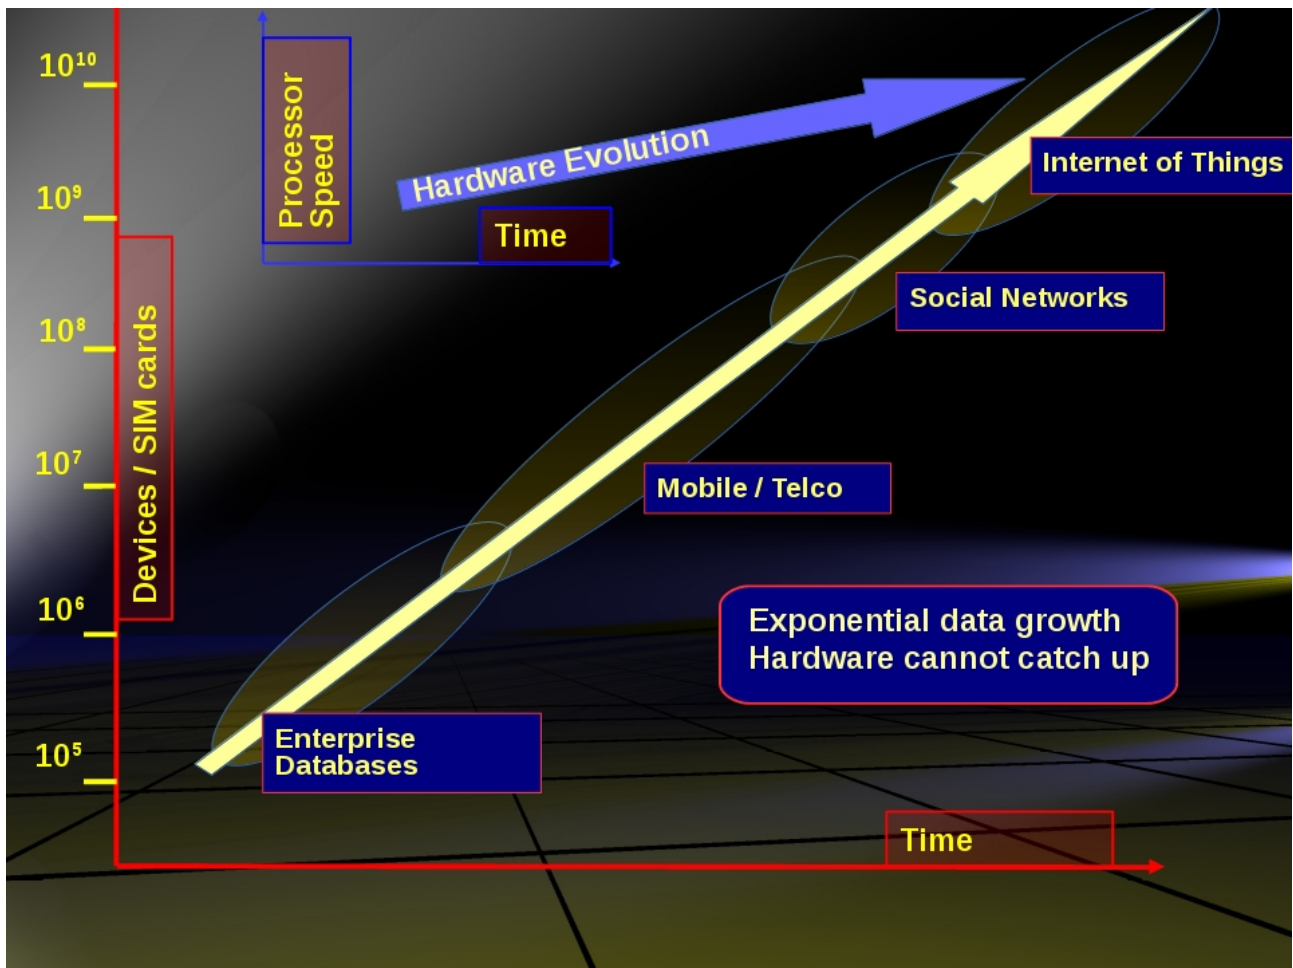 10¹⁰
10⁹
10⁸
10⁷
10⁶
10⁵
Devices / SIM cards
Processor
Speed
Hardware Evolution
Time
Internet of Things
Social Networks
Mobile / Telco
Exponential data growth
Hardware cannot catch up
Enterprise
Databases
Time